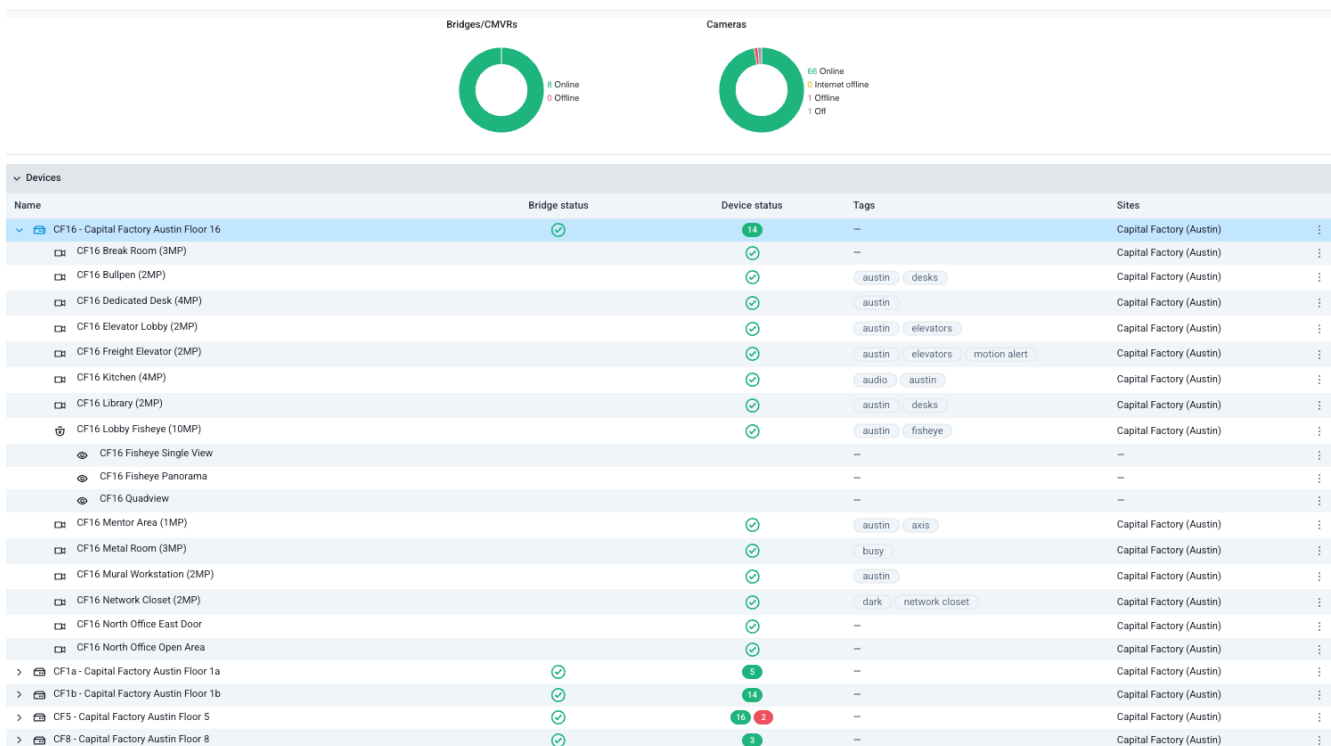 Bridges/CMVRs Cameras
8 Online
0 Offline
66 Online
0 Internet offline
1 Offline
1 Off
Devices
Name Bridge status Device status Tags Sites
CF16 - Capital Factory Austin Floor 16 14 – Capital Factory (Austin)
CF16 Break Room (3MP) – Capital Factory (Austin)
CF16 Bullpen (2MP) austin desks Capital Factory (Austin)
CF16 Dedicated Desk (4MP) austin Capital Factory (Austin)
CF16 Elevator Lobby (2MP) austin elevators Capital Factory (Austin)
CF16 Freight Elevator (2MP) austin elevators motion alert Capital Factory (Austin)
CF16 Kitchen (4MP) audio austin Capital Factory (Austin)
CF16 Library (2MP) austin desks Capital Factory (Austin)
CF16 Lobby Fisheye (10MP) austin fisheye Capital Factory (Austin)
CF16 Fisheye Single View – –
CF16 Fisheye Panorama – –
CF16 Quadview – –
CF16 Mentor Area (1MP) austin axis Capital Factory (Austin)
CF16 Metal Room (3MP) busy Capital Factory (Austin)
CF16 Mural Workstation (2MP) austin Capital Factory (Austin)
CF16 Network Closet (2MP) dark network closet Capital Factory (Austin)
CF16 North Office East Door – Capital Factory (Austin)
CF16 North Office Open Area – Capital Factory (Austin)
CF1a - Capital Factory Austin Floor 1a 5 – Capital Factory (Austin)
CF1b - Capital Factory Austin Floor 1b 14 – Capital Factory (Austin)
CF5 - Capital Factory Austin Floor 5 16 2 – Capital Factory (Austin)
CF8 - Capital Factory Austin Floor 8 3 – Capital Factory (Austin)